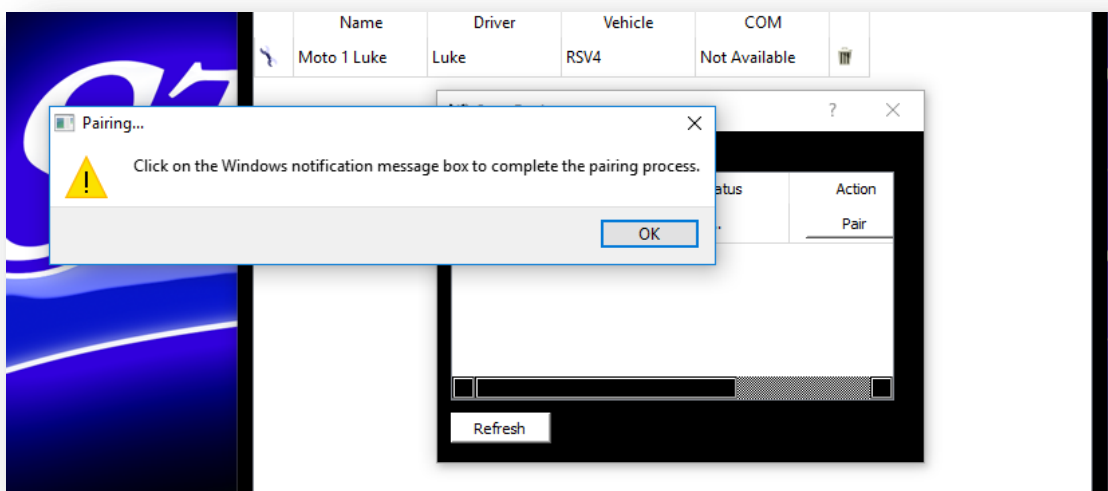 Name Driver Vehicle COM
Moto 1 Luke Luke RSV4 Not Available
?
Pairing...
Click on the Windows notification message box to complete the pairing process.
OK
Action
Pair
Refresh